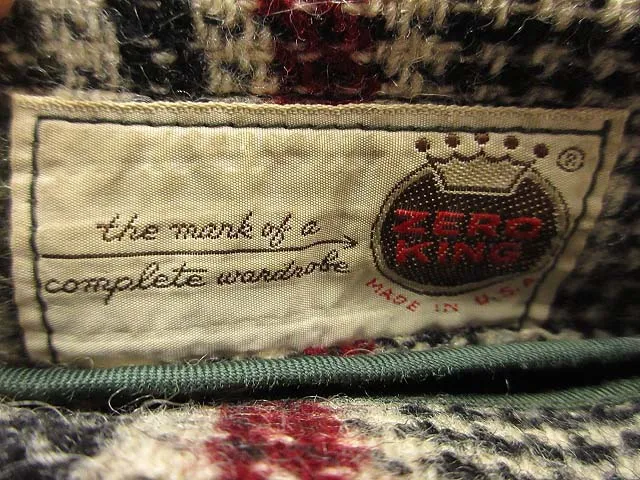 the mark of a
complete wardrobe
ZERO
KING
®
MADE IN U.S.A